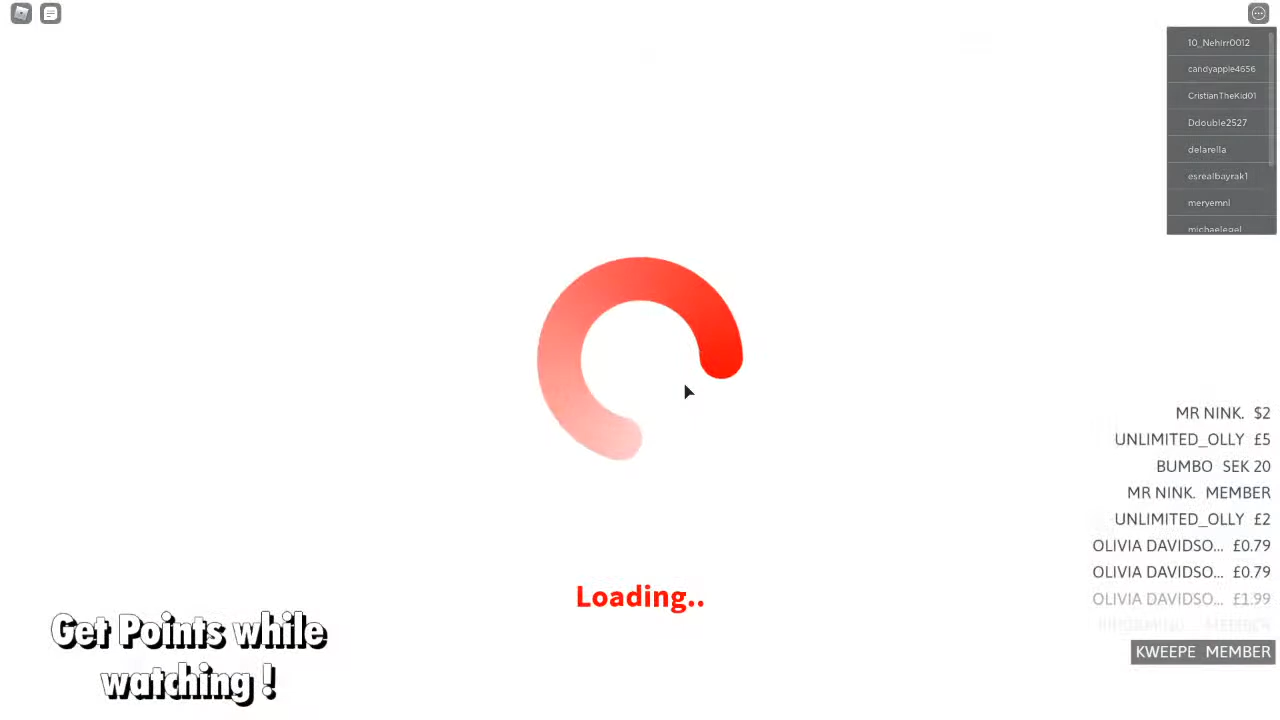 10_Nehirr0012
candyapple4656
CristianTheKid01
Ddouble2527
delarella
esrealbayrak1
meryemnl
MR NINK. $2
UNLIMITED_OLLY £5
BUMBO SEK 20
MR NINK. MEMBER
UNLIMITED_OLLY £2
OLIVIA DAVIDSO... £0.79
OLIVIA DAVIDSO... £0.79
OLIVIA DAVIDSO... £1.99
KWEEPE MEMBER
Loading..
Get Points while
watching !